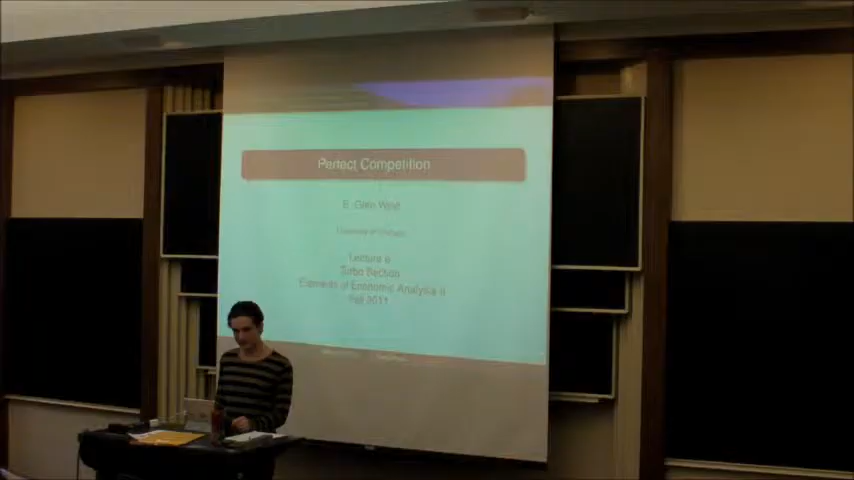 Perfect Competition
E. Glen Weyl
University of Chicago
Lecture 6
Turbo Section
Elements of Economic Analysis II
Fall 2011